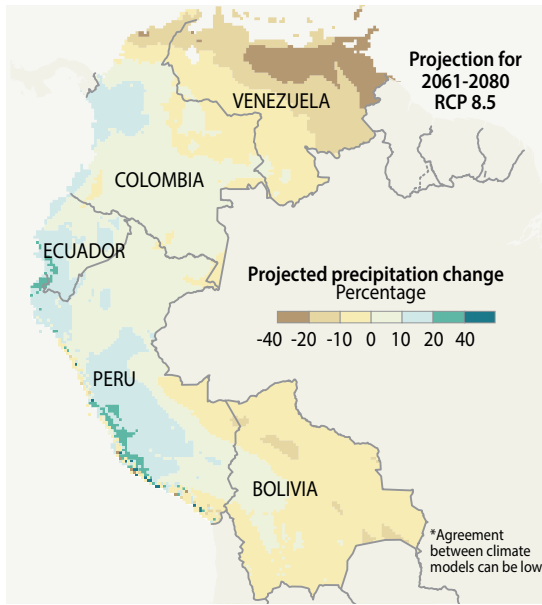 Projection for
2061-2080
RCP 8.5
VENEZUELA
COLOMBIA
ECUADOR
Projected precipitation change
Percentage
-40 -20 -10 0 10 20 40
PERU
BOLIVIA
*Agreement
between climate
models can be low